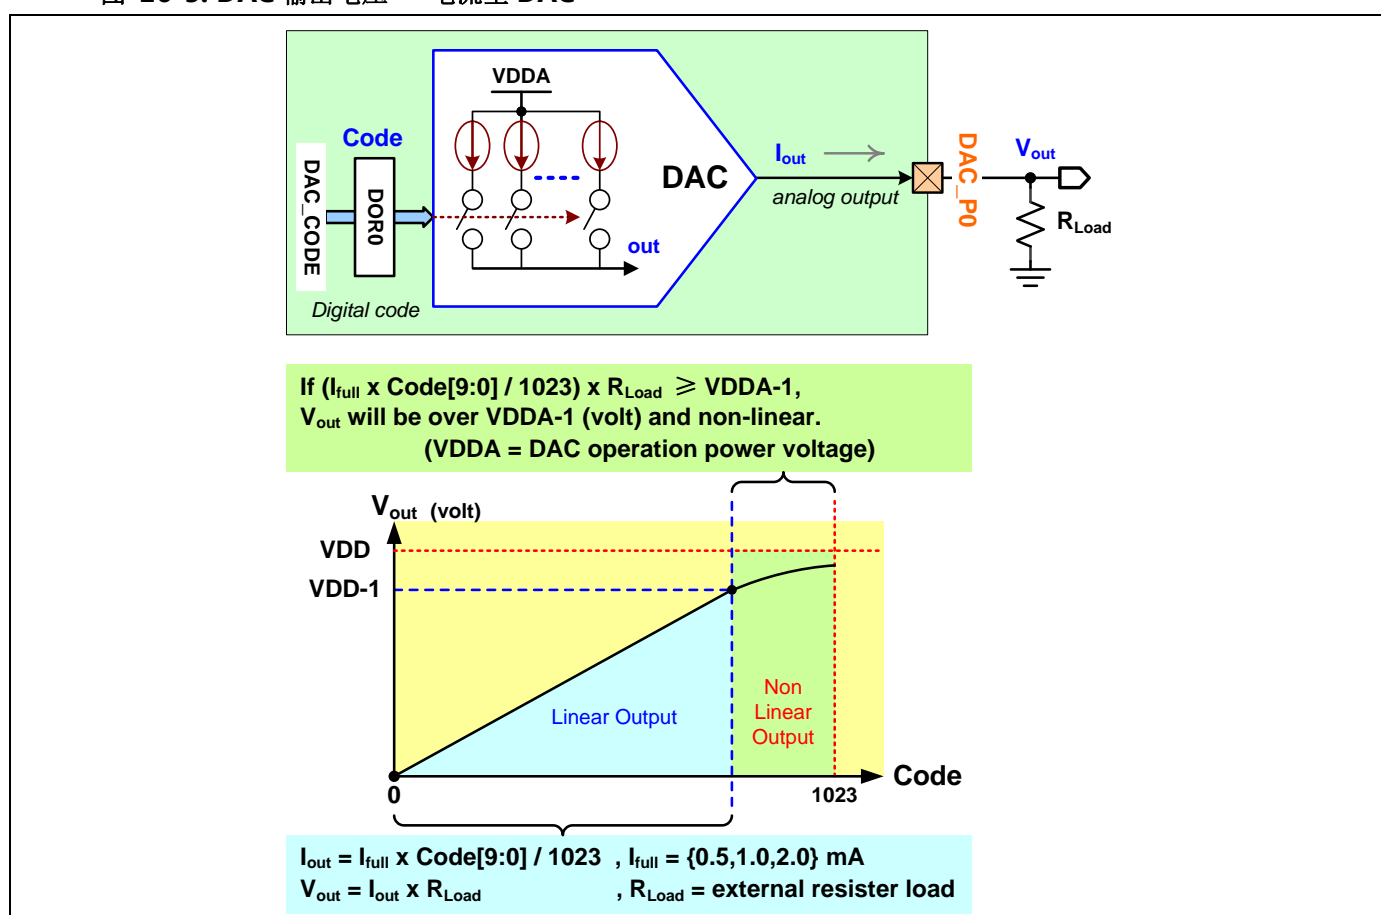 VDDA
Code
DAC_CODE
DOR0
out
Digital code
DAC
Iout
analog output
DAC_P0
Vout
RLoad
If (Ifull x Code[9:0] / 1023) x RLoad ≥ VDDA-1,
Vout will be over VDDA-1 (volt) and non-linear.
(VDDA = DAC operation power voltage)
Vout (volt)
VDD
VDD-1
Linear Output
Non
Linear
Output
0
1023
Code
Iout = Ifull x Code[9:0] / 1023 , Ifull = {0.5,1.0,2.0} mA
Vout = Iout x RLoad , RLoad = external resister load